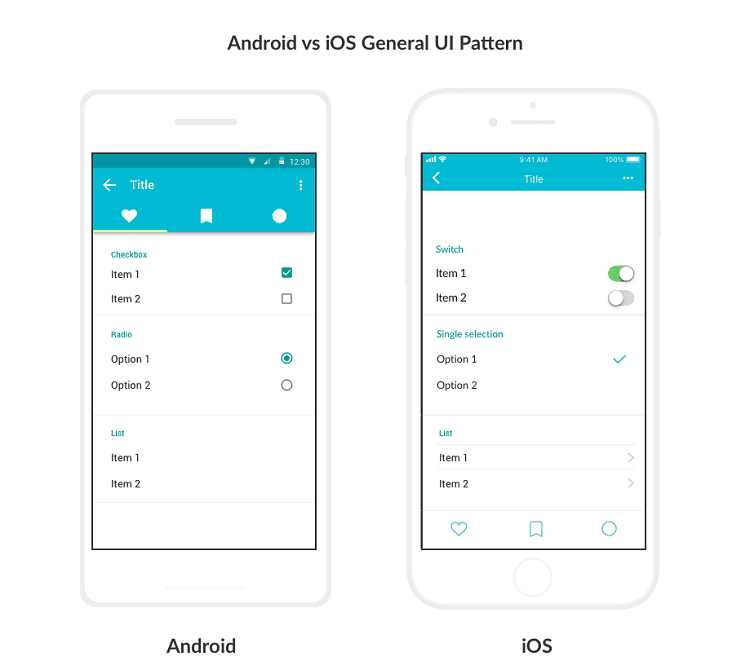 Android vs iOS General UI Pattern
12:30
Title
Checkbox
Item 1
Item 2
Radio
Option 1
Option 2
List
Item 1
Item 2
Android
9:41 AM
100%
Title
Switch
Item 1
Item 2
Single selection
Option 1
Option 2
List
Item 1
Item 2
iOS